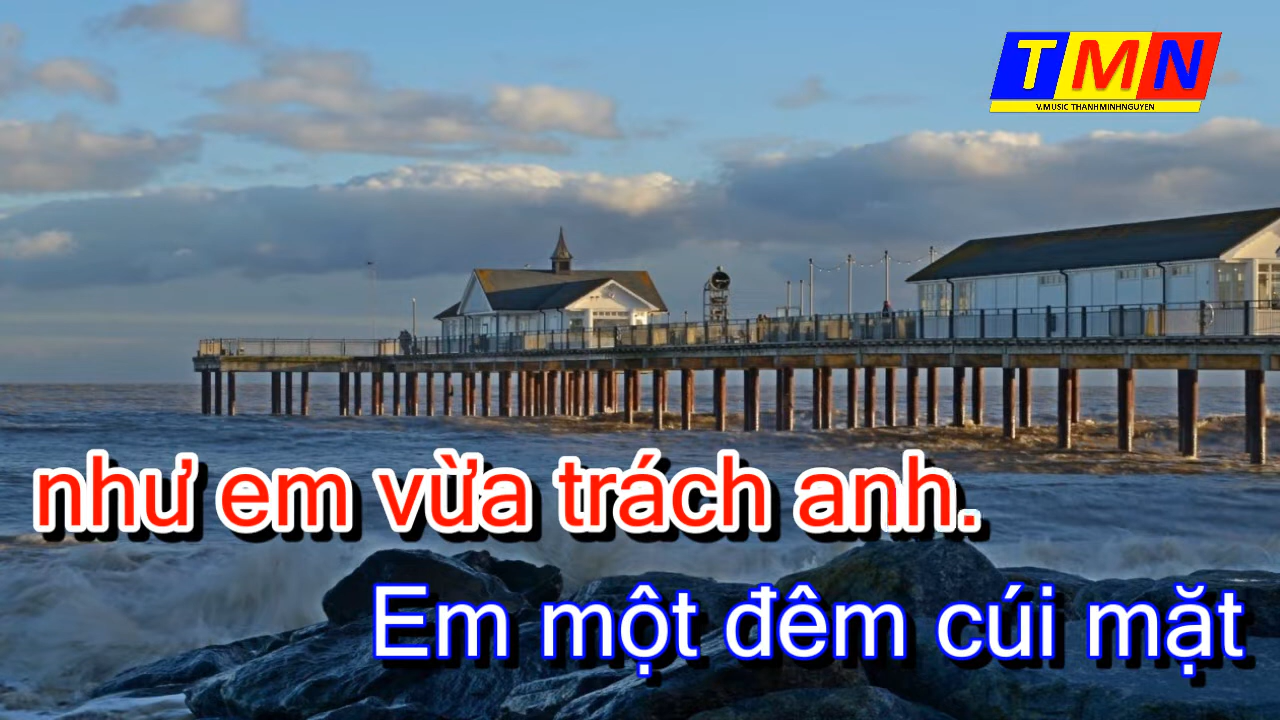 TMN
V.MUSIC THANHMINHNGUYEN
như em vừa trách anh.
Em một đêm cúi mặt